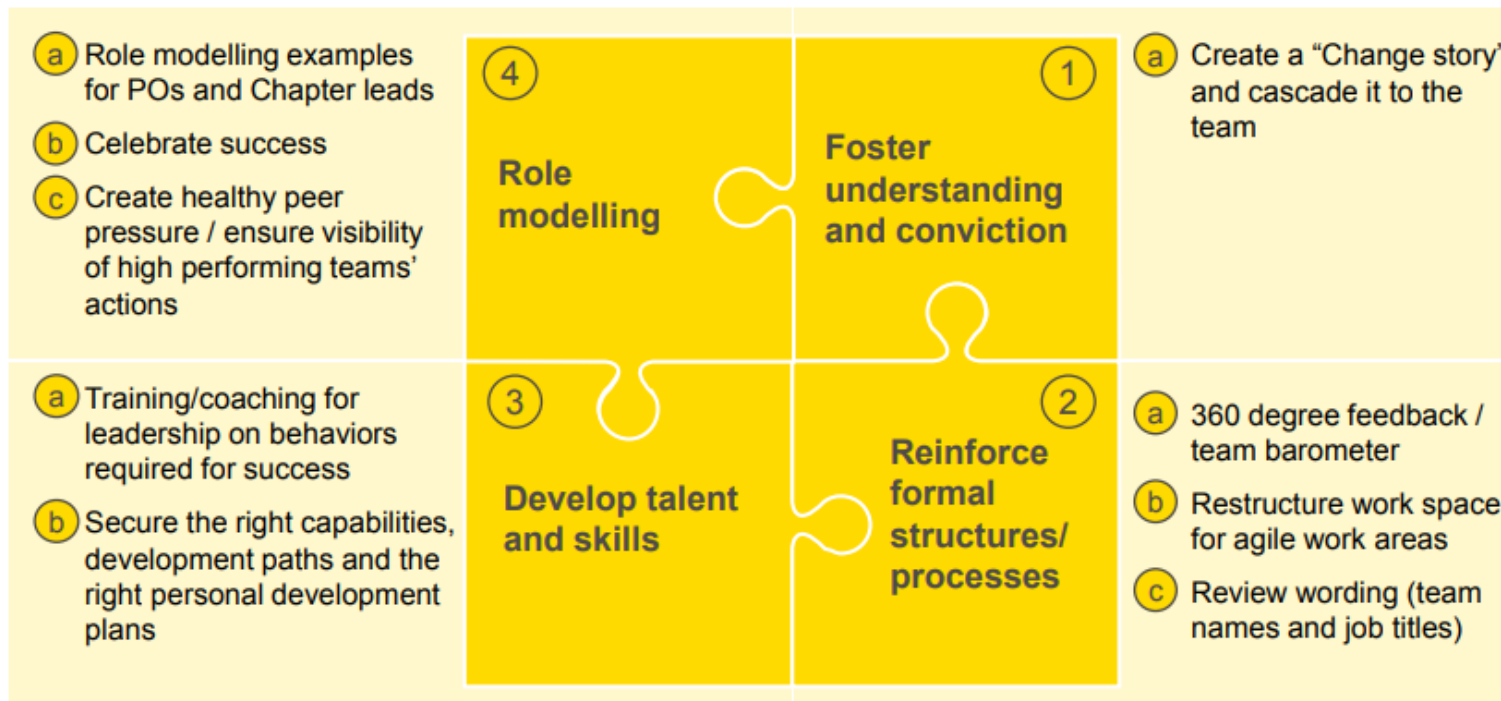 a Role modelling examples
for POs and Chapter leads
b Celebrate success
c Create healthy peer
pressure / ensure visibility
of high performing teams’
actions
4
Role
modelling
1
Foster
understanding
and conviction
a Create a “Change story”
and cascade it to the
team
a Training/coaching for
leadership on behaviors
required for success
b Secure the right capabilities,
development paths and the
right personal development
plans
3
Develop talent
and skills
2
Reinforce
formal
structures/
processes
a 360 degree feedback /
team barometer
b Restructure work space
for agile work areas
c Review wording (team
names and job titles)